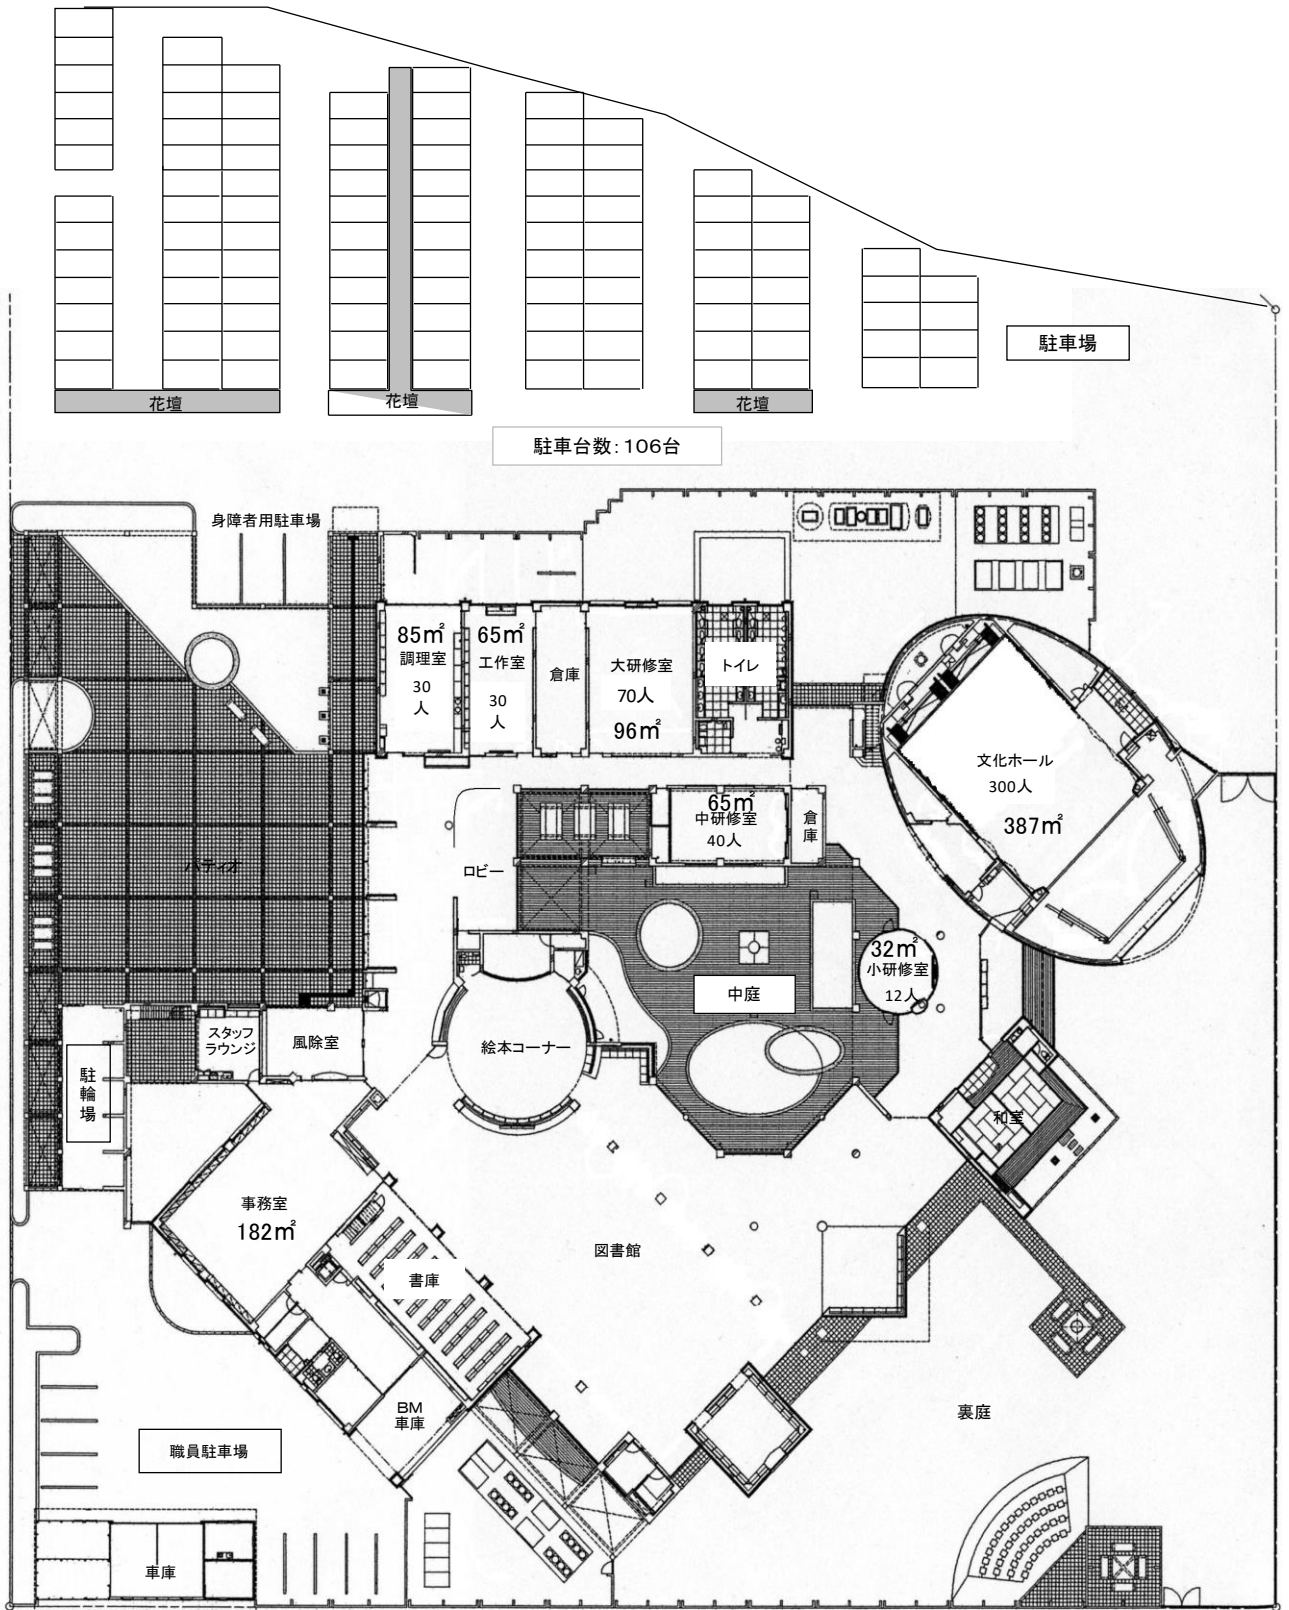 花壇
花壇
花壇
駐車場
駐車台数：106台
身障者用駐車場
85㎡
調理室
30
人
65㎡
工作室
30
人
倉庫
大研修室
70人
96㎡
トイレ
文化ホール
300人
387㎡
65㎡
中研修室
40人
倉庫
パティオ
ロビー
32㎡
小研修室
12人
中庭
スタッフ
ラウンジ
風除室
絵本コーナー
駐輪場
和室
事務室
182㎡
図書館
書庫
BM
車庫
裏庭
職員駐車場
車庫